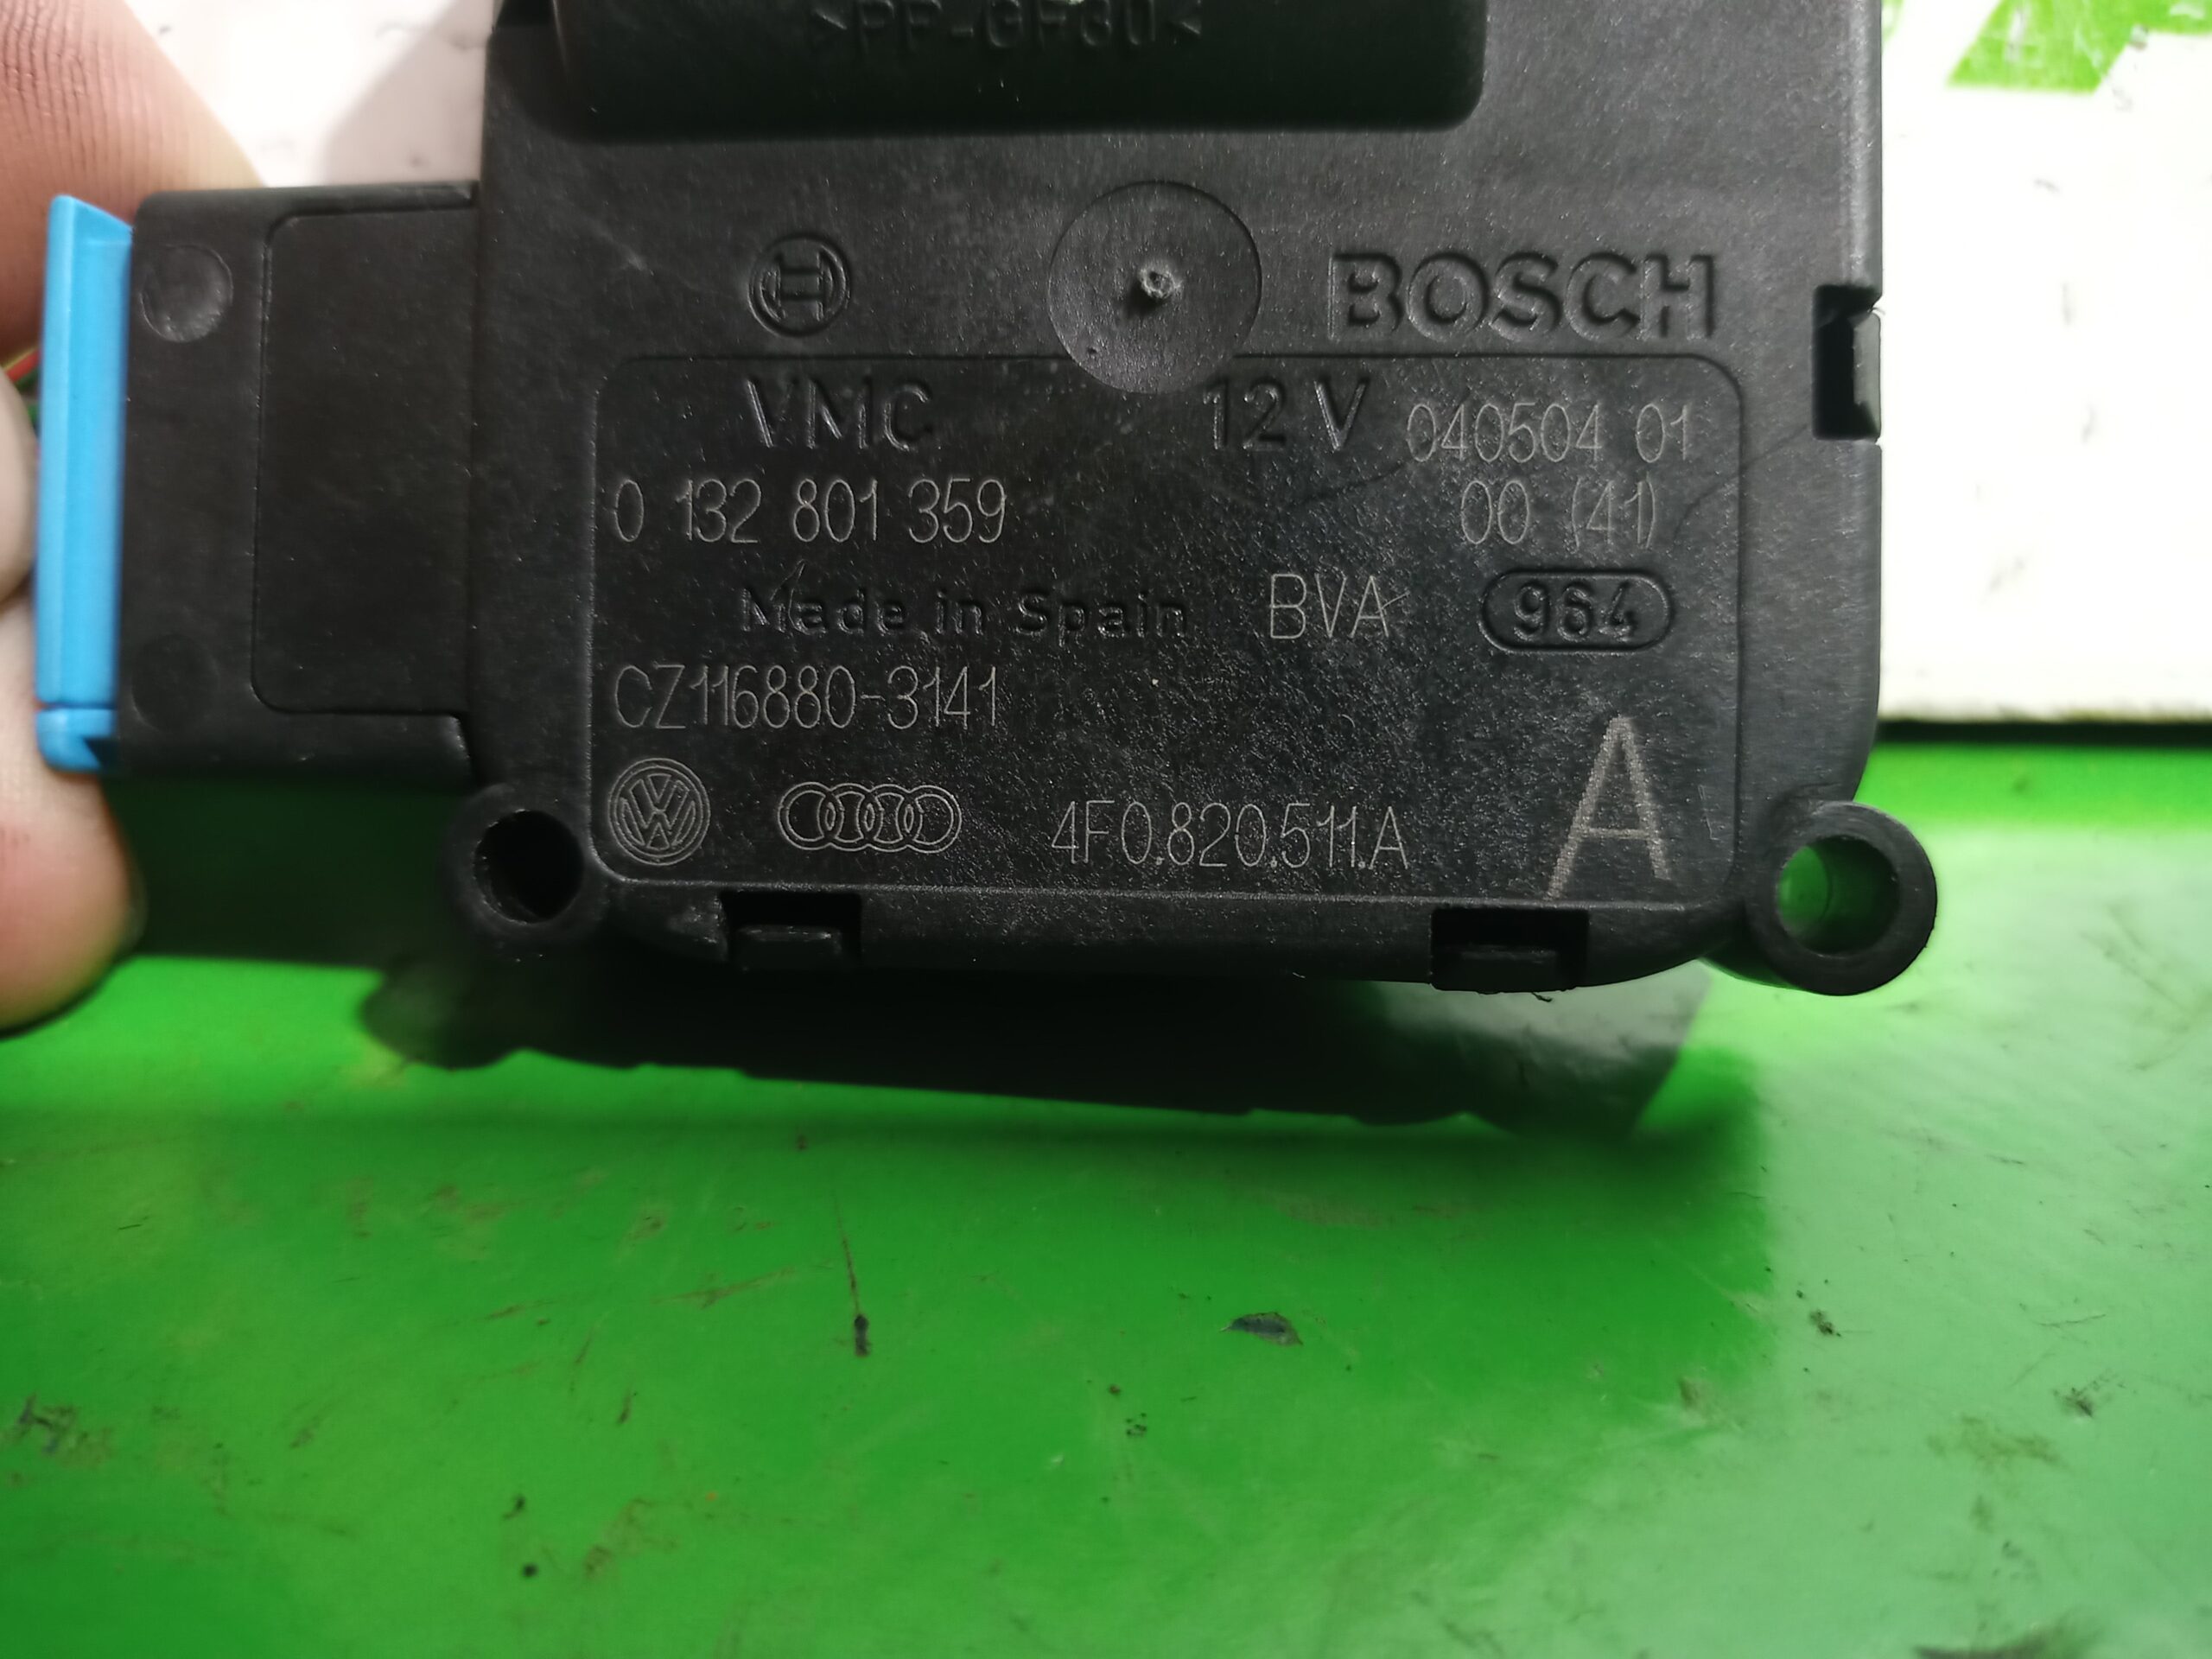 >PP-GF30<
BOSCH
VMC 12 V 040504 01
0 132 801 359 00 (41)
Made in Spain BVA 964
CZ116880-3141
A
4F0.820.511.A